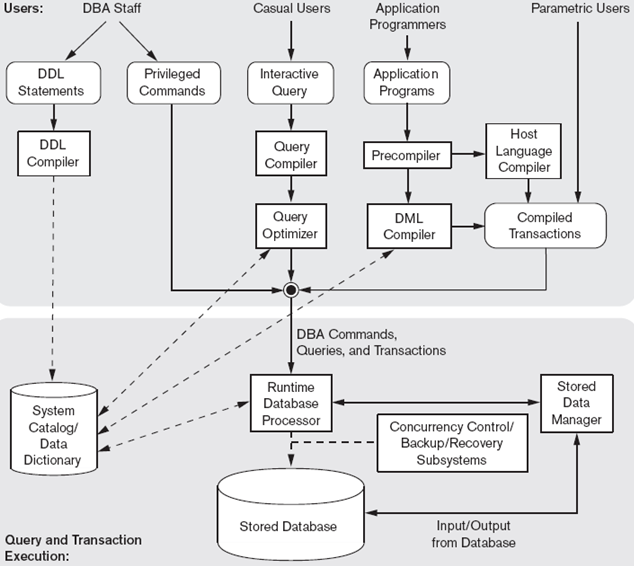 Users:
DBA Staff
Casual Users
Application
Programmers
Parametric Users
DDL
Statements
Privileged
Commands
Interactive
Query
Application
Programs
DDL
Compiler
Query
Compiler
Precompiler
Host
Language
Compiler
Query
Optimizer
DML
Compiler
Compiled
Transactions
DBA Commands,
Queries, and Transactions
System
Catalog/
Data
Dictionary
Runtime
Database
Processor
Stored
Data
Manager
Concurrency Control/
Backup/Recovery
Subsystems
Stored Database
Input/Output
from Database
Query and Transaction
Execution: